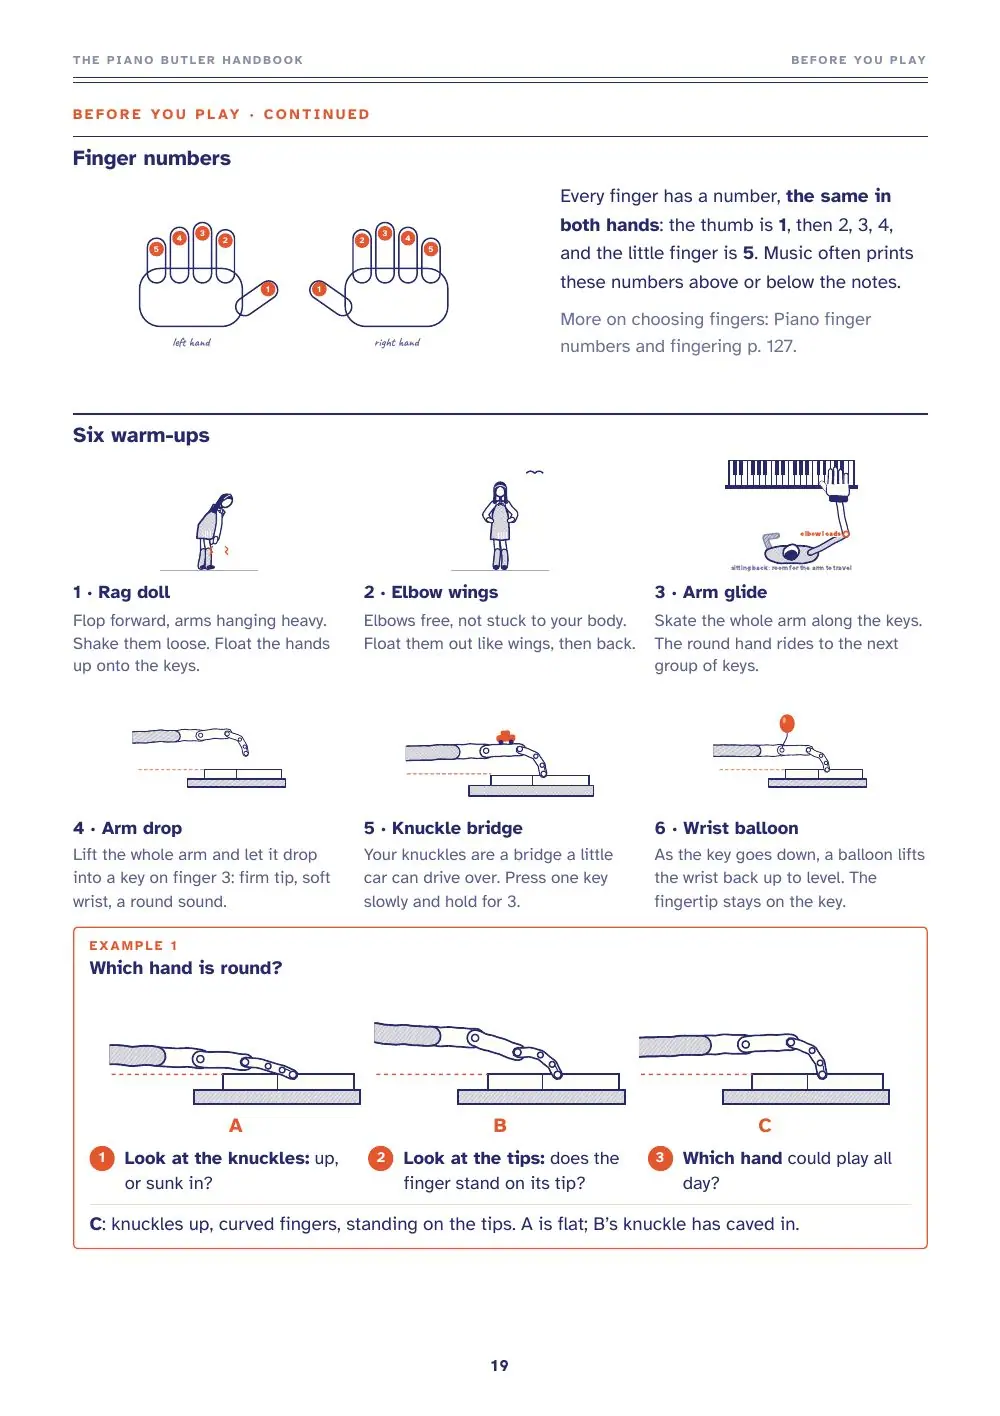 THE PIANO BUTLER HANDBOOK
BEFORE YOU PLAY
BEFORE YOU PLAY · CONTINUED
Finger numbers
5
4
3
2
1
left hand
1
2
3
4
5
right hand
Every finger has a number, the same in
both hands: the thumb is 1, then 2, 3, 4,
and the little finger is 5. Music often prints
these numbers above or below the notes.
More on choosing fingers: Piano finger
numbers and fingering p. 127.
Six warm-ups
elbow leads
sitting back: room for the arm to travel
1 · Rag doll
Flop forward, arms hanging heavy.
Shake them loose. Float the hands
up onto the keys.
2 · Elbow wings
Elbows free, not stuck to your body.
Float them out like wings, then back.
3 · Arm glide
Skate the whole arm along the keys.
The round hand rides to the next
group of keys.
4 · Arm drop
Lift the whole arm and let it drop
into a key on finger 3: firm tip, soft
wrist, a round sound.
5 · Knuckle bridge
Your knuckles are a bridge a little
car can drive over. Press one key
slowly and hold for 3.
6 · Wrist balloon
As the key goes down, a balloon lifts
the wrist back up to level. The
fingertip stays on the key.
EXAMPLE 1
Which hand is round?
A
B
C
1 Look at the knuckles: up,
or sunk in?
2 Look at the tips: does the
finger stand on its tip?
3 Which hand could play all
day?
C: knuckles up, curved fingers, standing on the tips. A is flat; B’s knuckle has caved in.
19